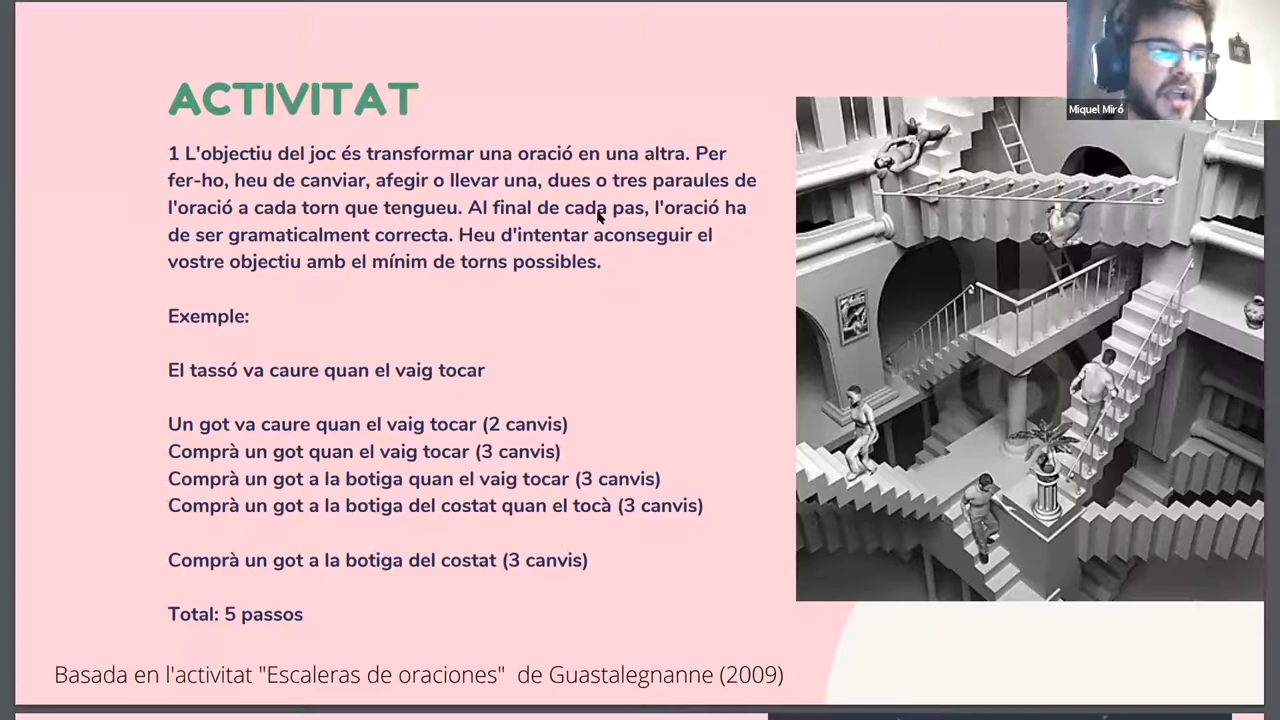 ACTIVITAT
1 L'objectiu del joc és transformar una oració en una altra. Per
fer-ho, heu de canviar, afegir o llevar una, dues o tres paraules de
l'oració a cada torn que tengueu. Al final de cada pas, l'oració ha
de ser gramaticalment correcta. Heu d'intentar aconseguir el
vostre objectiu amb el mínim de torns possibles.
Exemple:
El tassó va caure quan el vaig tocar
Un got va caure quan el vaig tocar (2 canvis)
Comprà un got quan el vaig tocar (3 canvis)
Comprà un got a la botiga quan el vaig tocar (3 canvis)
Comprà un got a la botiga del costat quan el tocà (3 canvis)
Comprà un got a la botiga del costat (3 canvis)
Total: 5 passos
Basada en l'activitat "Escaleras de oraciones"  de Guastalegnanne (2009)
Miquel Miró